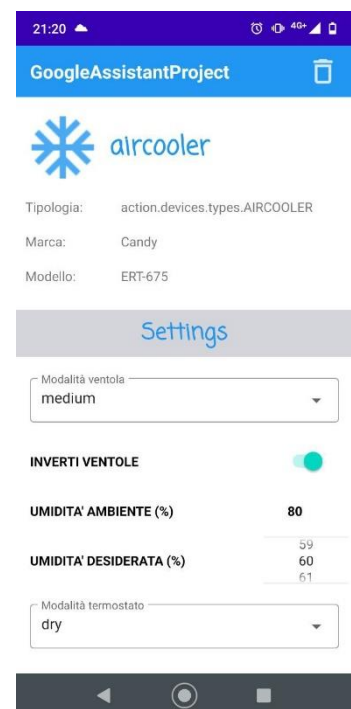 21:20 4G+
GoogleAssistantProject
aircooler
Tipologia: action.devices.types.AIRCOOLER
Marca: Candy
Modello: ERT-675
Settings
Modalità ventola
medium
INVERTI VENTOLE
UMIDITA' AMBIENTE (%) 80
59
UMIDITA' DESIDERATA (%) 60
61
Modalità termostato
dry